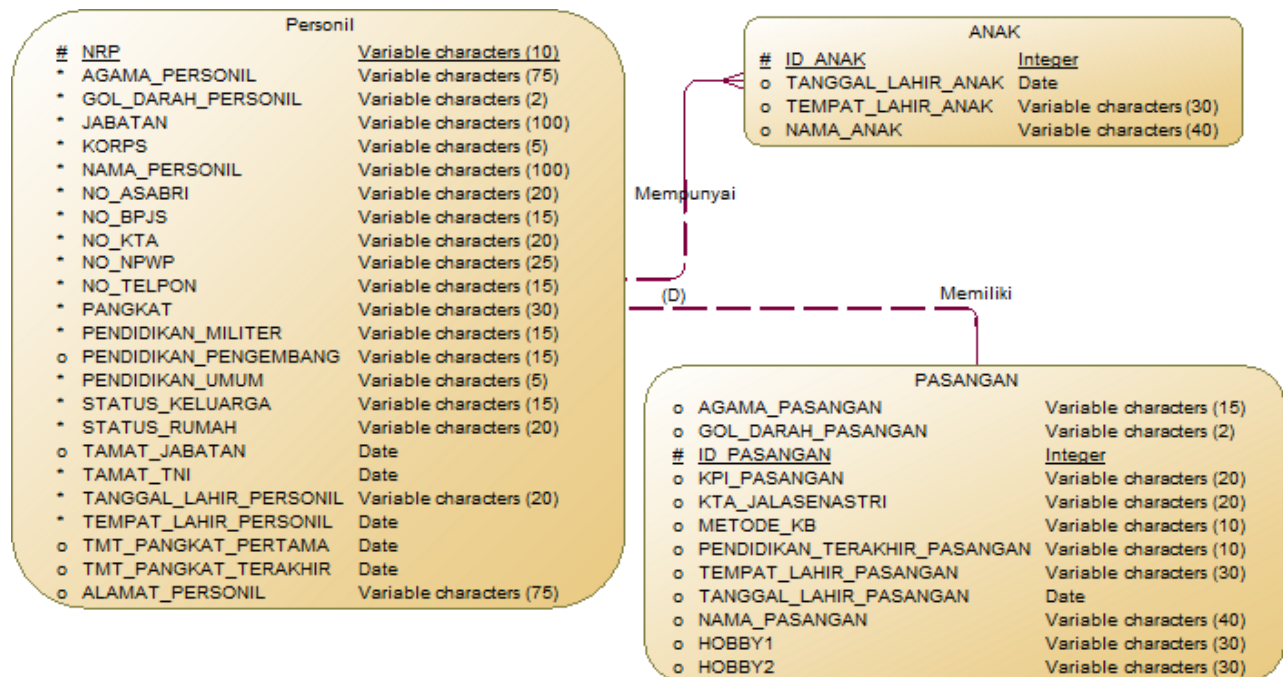 Personil
# NRP Variable characters (10)
* AGAMA_PERSONIL Variable characters (75)
* GOL_DARAH_PERSONIL Variable characters (2)
* JABATAN Variable characters (100)
* KORPS Variable characters (5)
* NAMA_PERSONIL Variable characters (100)
* NO_ASABRI Variable characters (20)
* NO_BPJS Variable characters (15)
* NO_KTA Variable characters (20)
* NO_NPWP Variable characters (25)
* NO_TELPON Variable characters (15)
* PANGKAT Variable characters (30)
* PENDIDIKAN_MILITER Variable characters (15)
o PENDIDIKAN_PENGEMBANG Variable characters (15)
* PENDIDIKAN_UMUM Variable characters (5)
* STATUS_KELUARGA Variable characters (15)
* STATUS_RUMAH Variable characters (20)
o TAMAT_JABATAN Date
* TAMAT_TNI Date
* TANGGAL_LAHIR_PERSONIL Variable characters (20)
* TEMPAT_LAHIR_PERSONIL Date
o TMT_PANGKAT_PERTAMA Date
o TMT_PANGKAT_TERAKHIR Date
o ALAMAT_PERSONIL Variable characters (75)
ANAK
# ID_ANAK Integer
o TANGGAL_LAHIR_ANAK Date
o TEMPAT_LAHIR_ANAK Variable characters (30)
o NAMA_ANAK Variable characters (40)
Mempunyai
(D)
Memiliki
PASANGAN
o AGAMA_PASANGAN Variable characters (15)
o GOL_DARAH_PASANGAN Variable characters (2)
# ID_PASANGAN Integer
o KPI_PASANGAN Variable characters (20)
o KTA_JALASENASTRI Variable characters (20)
o METODE_KB Variable characters (10)
o PENDIDIKAN_TERAKHIR_PASANGAN Variable characters (10)
o TEMPAT_LAHIR_PASANGAN Variable characters (30)
o TANGGAL_LAHIR_PASANGAN Date
o NAMA_PASANGAN Variable characters (40)
o HOBBY1 Variable characters (30)
o HOBBY2 Variable characters (30)